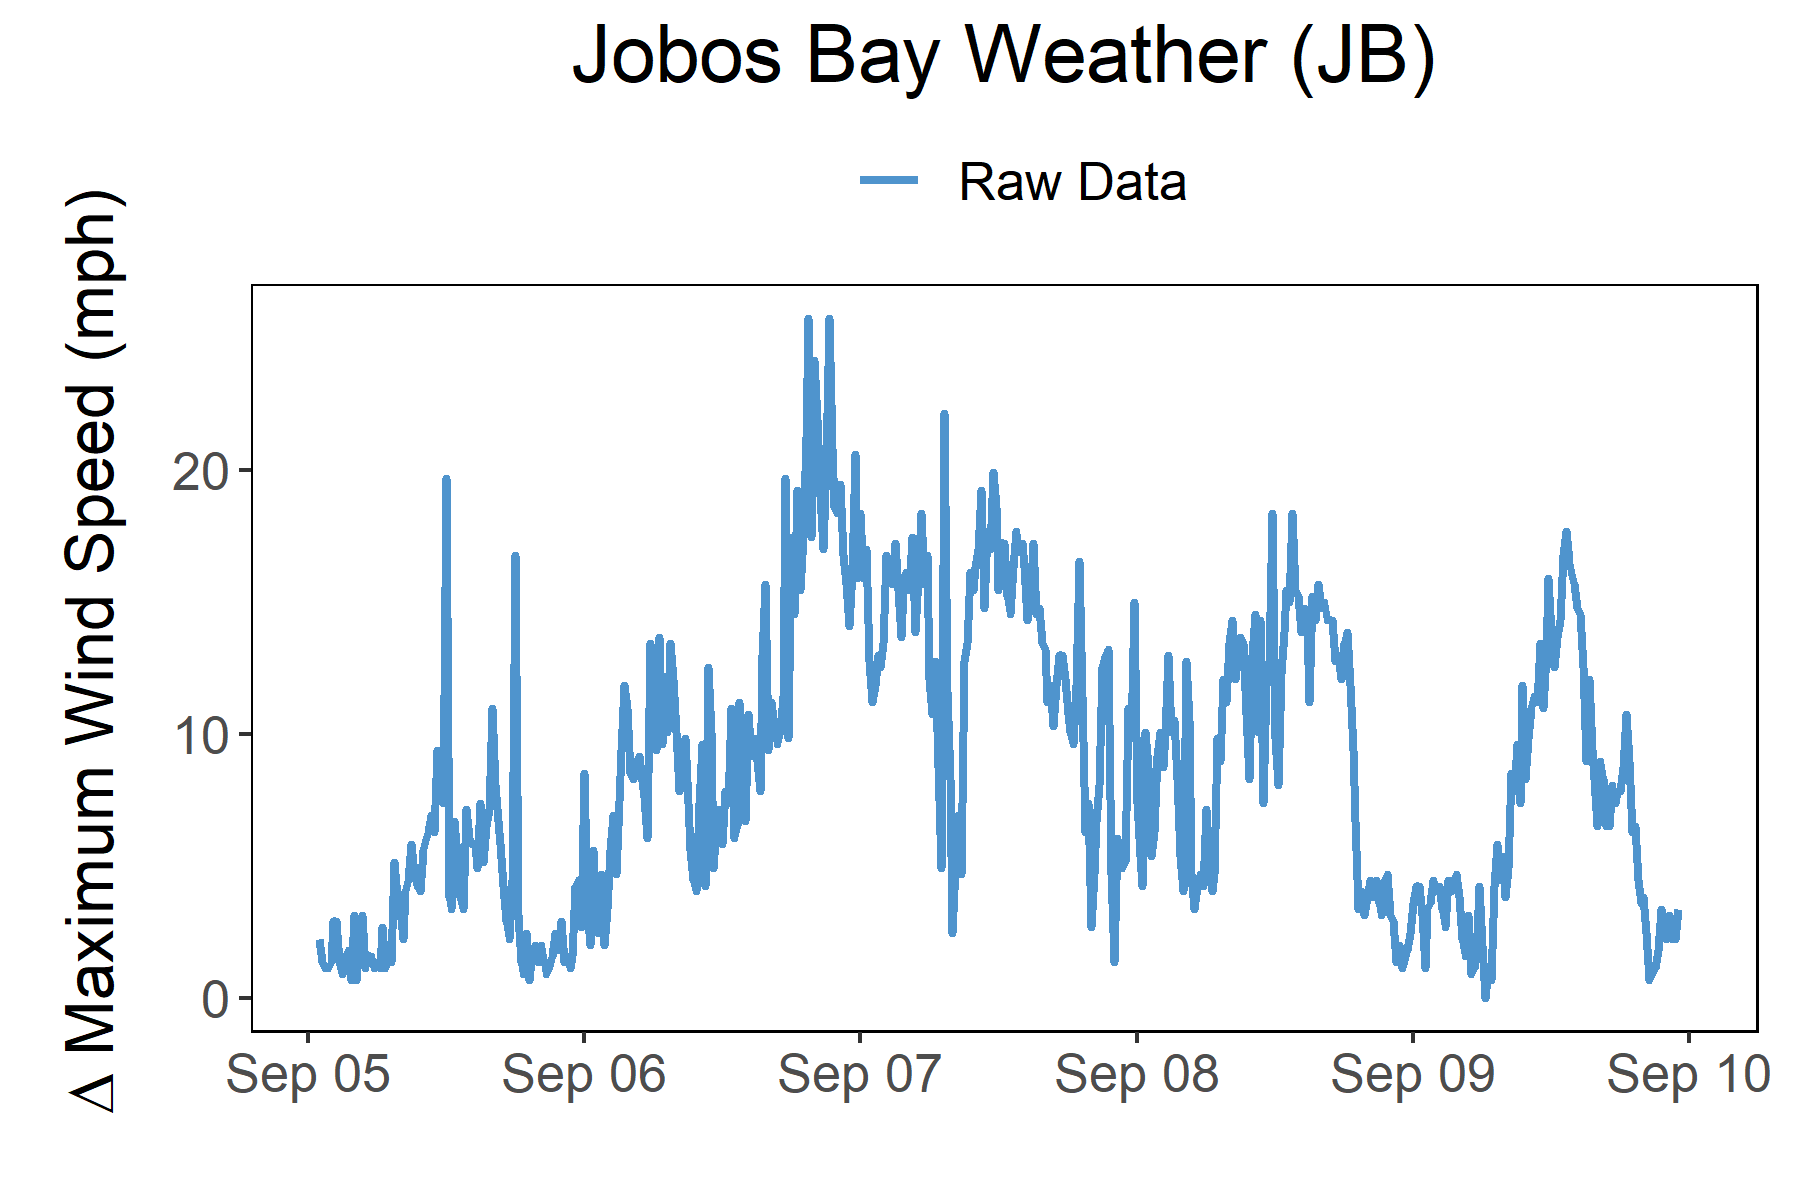 Jobos Bay Weather (JB)
Raw Data
Δ Maximum Wind Speed (mph)
20
10
0
Sep 05 Sep 06 Sep 07 Sep 08 Sep 09 Sep 10